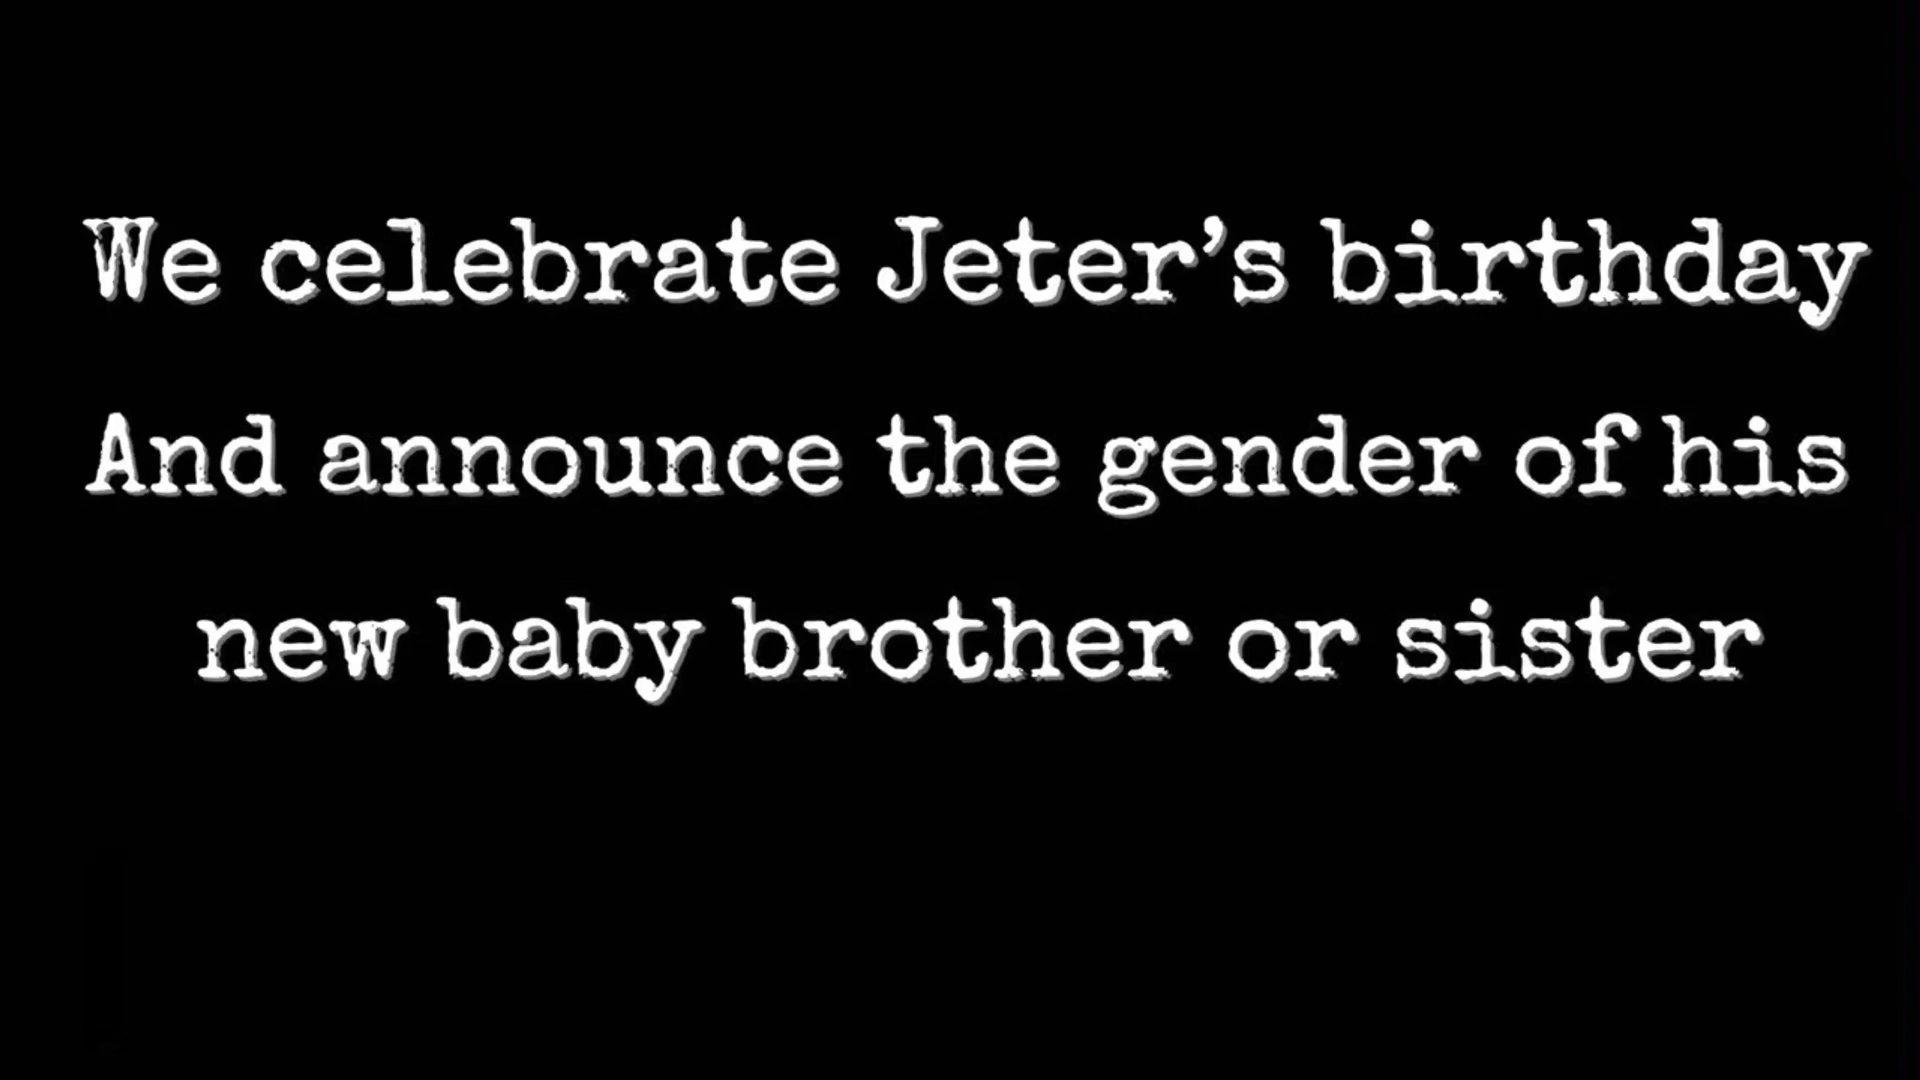 We celebrate Jeter’s birthday
And announce the gender of his
new baby brother or sister